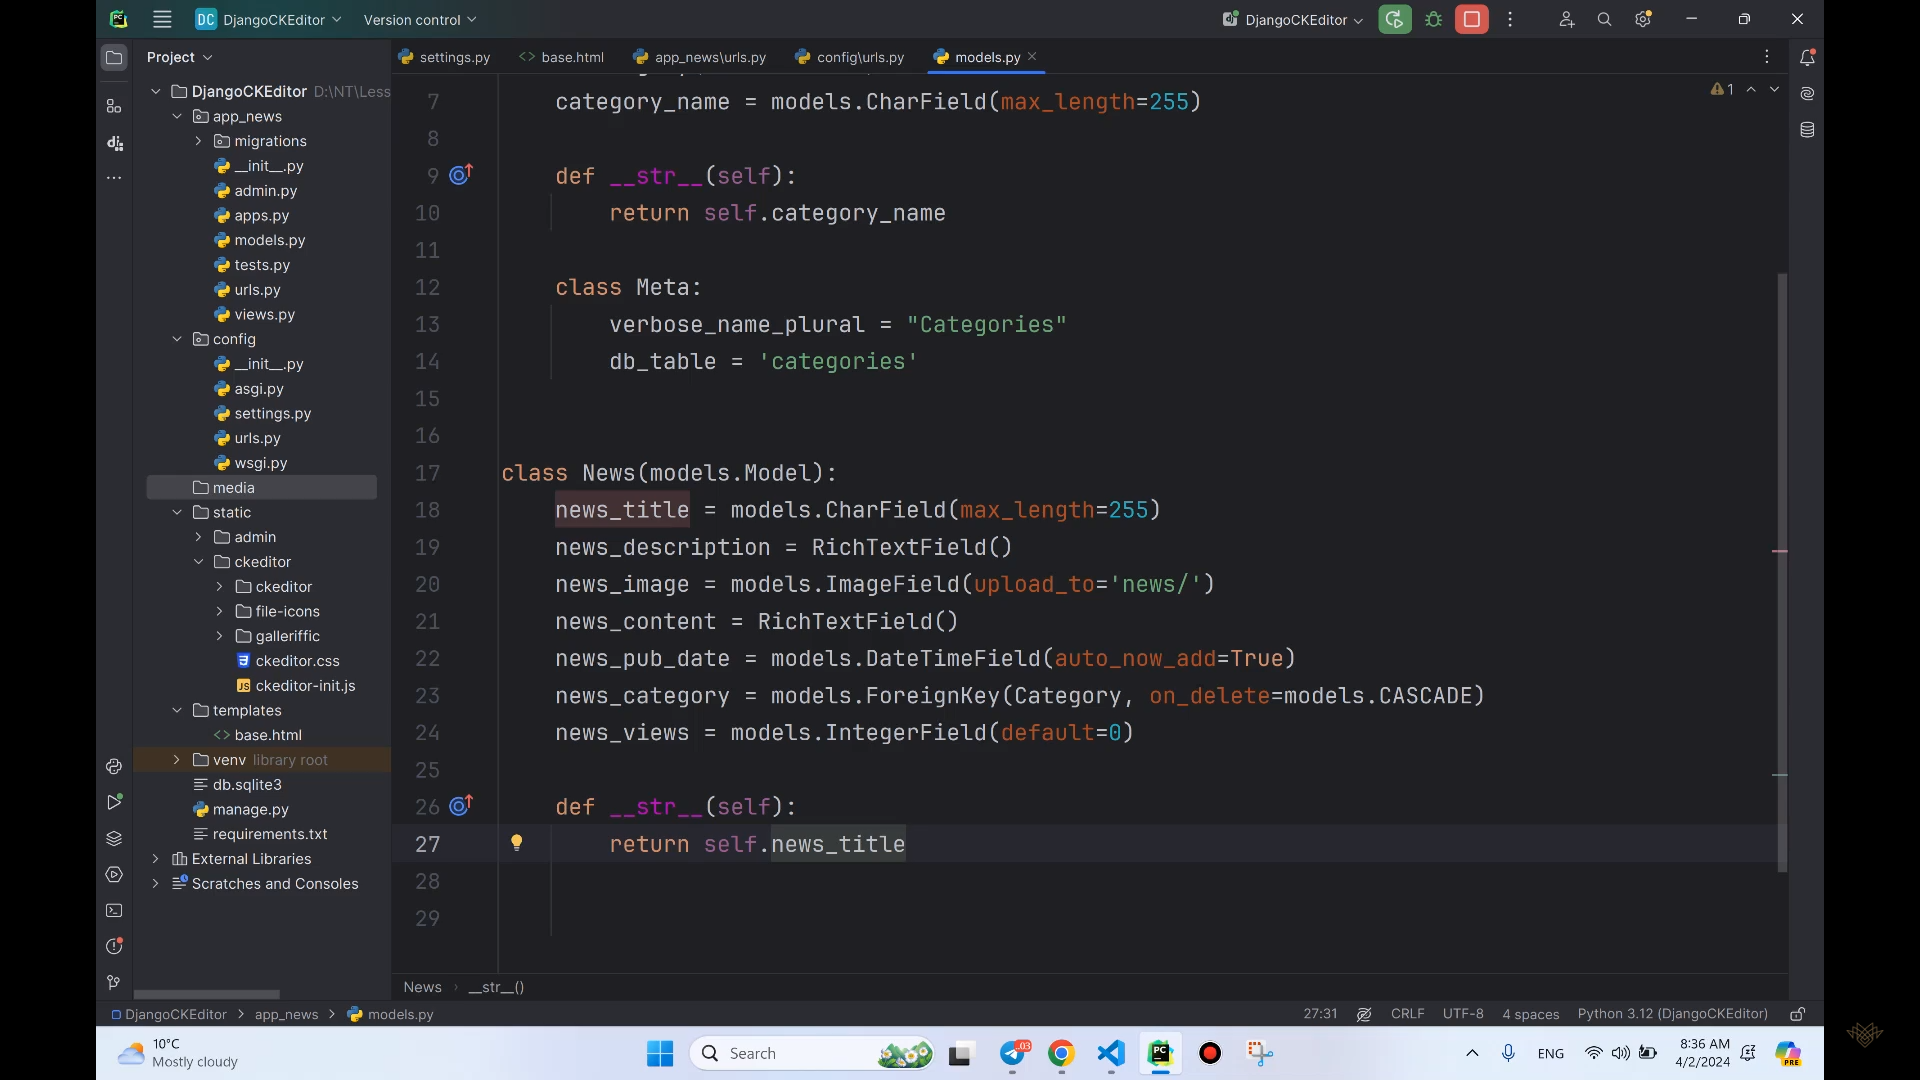 DC DjangoCKEditor Version control DjangoCKEditor
Project settings.py base.html app_news\urls.py config\urls.py models.py
DjangoCKEditor D:\NT\Less
app_news
migrations
__init__.py
admin.py
apps.py
models.py
tests.py
urls.py
views.py
config
__init__.py
asgi.py
settings.py
urls.py
wsgi.py
media
static
admin
ckeditor
ckeditor
file-icons
galleriffic
ckeditor.css
ckeditor-init.js
templates
base.html
venv library root
db.sqlite3
manage.py
requirements.txt
External Libraries
Scratches and Consoles
1
7 category_name = models.CharField(max_length=255)
8
9 def __str__(self):
10 return self.category_name
11
12 class Meta:
13 verbose_name_plural = "Categories"
14 db_table = 'categories'
15
16
17 class News(models.Model):
18 news_title = models.CharField(max_length=255)
19 news_description = RichTextField()
20 news_image = models.ImageField(upload_to='news/')
21 news_content = RichTextField()
22 news_pub_date = models.DateTimeField(auto_now_add=True)
23 news_category = models.ForeignKey(Category, on_delete=models.CASCADE)
24 news_views = models.IntegerField(default=0)
25
26 def __str__(self):
27 return self.news_title
28
29
News › __str__()
DjangoCKEditor > app_news > models.py 27:31 CRLF UTF-8 4 spaces Python 3.12 (DjangoCKEditor)
10°C
Mostly cloudy
Search
ENG
8:36 AM
4/2/2024